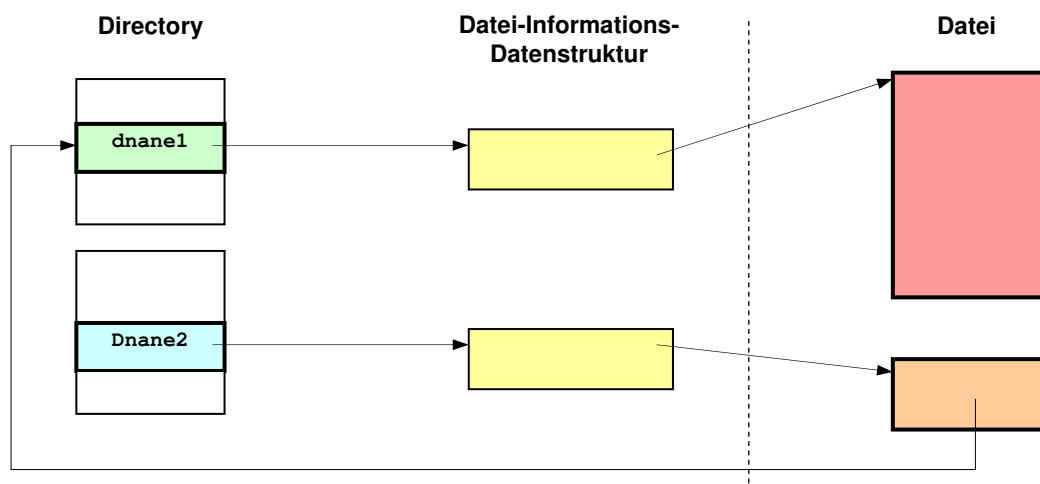 Directory
Datei-Informations-
Datenstruktur
Datei
dnane1
Dnane2